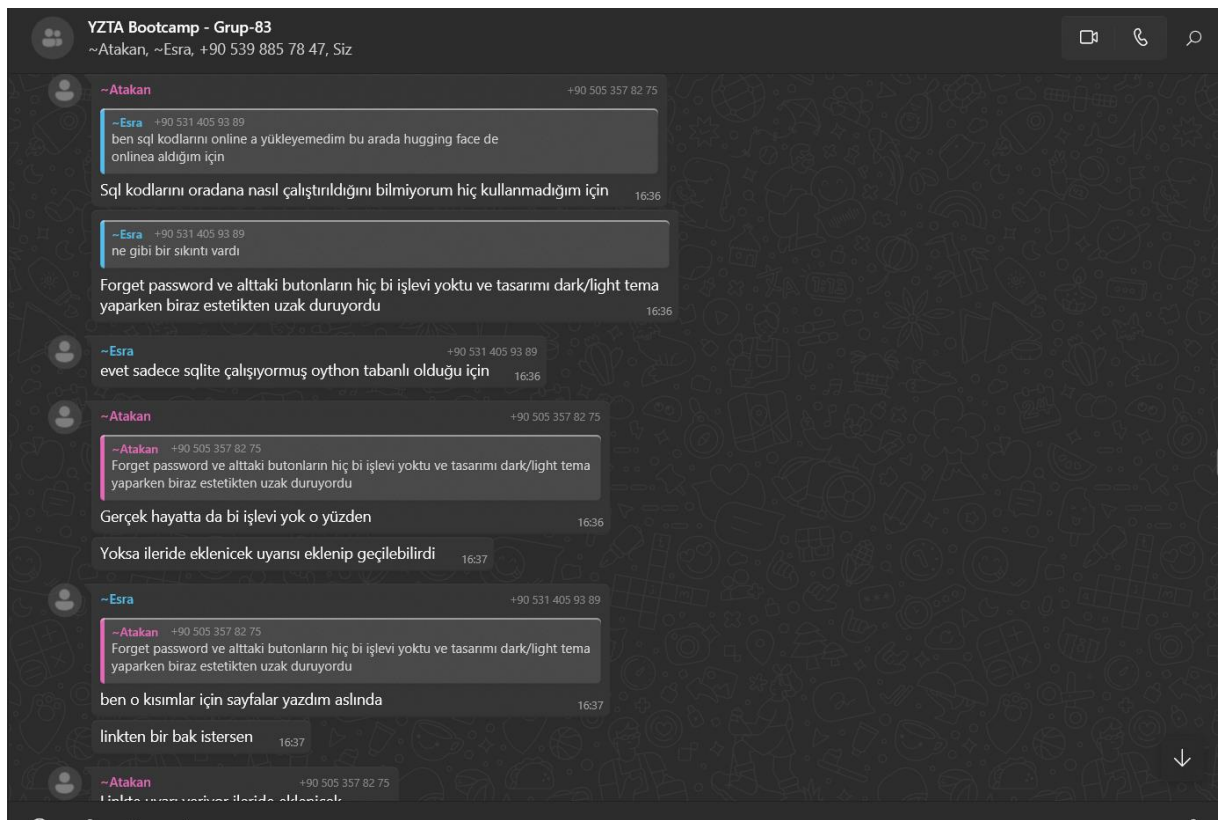 YZTA Bootcamp - Grup-83
~Atakan, ~Esra, +90 539 885 78 47, Siz
~Atakan +90 505 357 82 75
~Esra +90 531 405 93 89
ben sql kodlarını online a yükleyemedim bu arada hugging face de
onlinea aldığım için
Sql kodlarını oradana nasıl çalıştırıldığını bilmiyorum hiç kullanmadığım için 16:36
~Esra +90 531 405 93 89
ne gibi bir sıkıntı vardı
Forget password ve alttaki butonların hiç bi işlevi yoktu ve tasarımı dark/light tema
yaparken biraz estetikten uzak duruyordu 16:36
~Esra +90 531 405 93 89
evet sadece sqlite çalışıyormuş oython tabanlı olduğu için 16:36
~Atakan +90 505 357 82 75
~Atakan +90 505 357 82 75
Forget password ve alttaki butonların hiç bi işlevi yoktu ve tasarımı dark/light tema
yaparken biraz estetikten uzak duruyordu
Gerçek hayatta da bi işlevi yok o yüzden 16:36
Yoksa ileride eklenicek uyarısı eklenip geçilebilirdi 16:37
~Esra +90 531 405 93 89
~Atakan +90 505 357 82 75
Forget password ve alttaki butonların hiç bi işlevi yoktu ve tasarımı dark/light tema
yaparken biraz estetikten uzak duruyordu
ben o kısımlar için sayfalar yazdım aslında 16:37
linkten bir bak istersen 16:37
~Atakan +90 505 357 82 75
Linkte uyarı veriyor ileride eklenicek